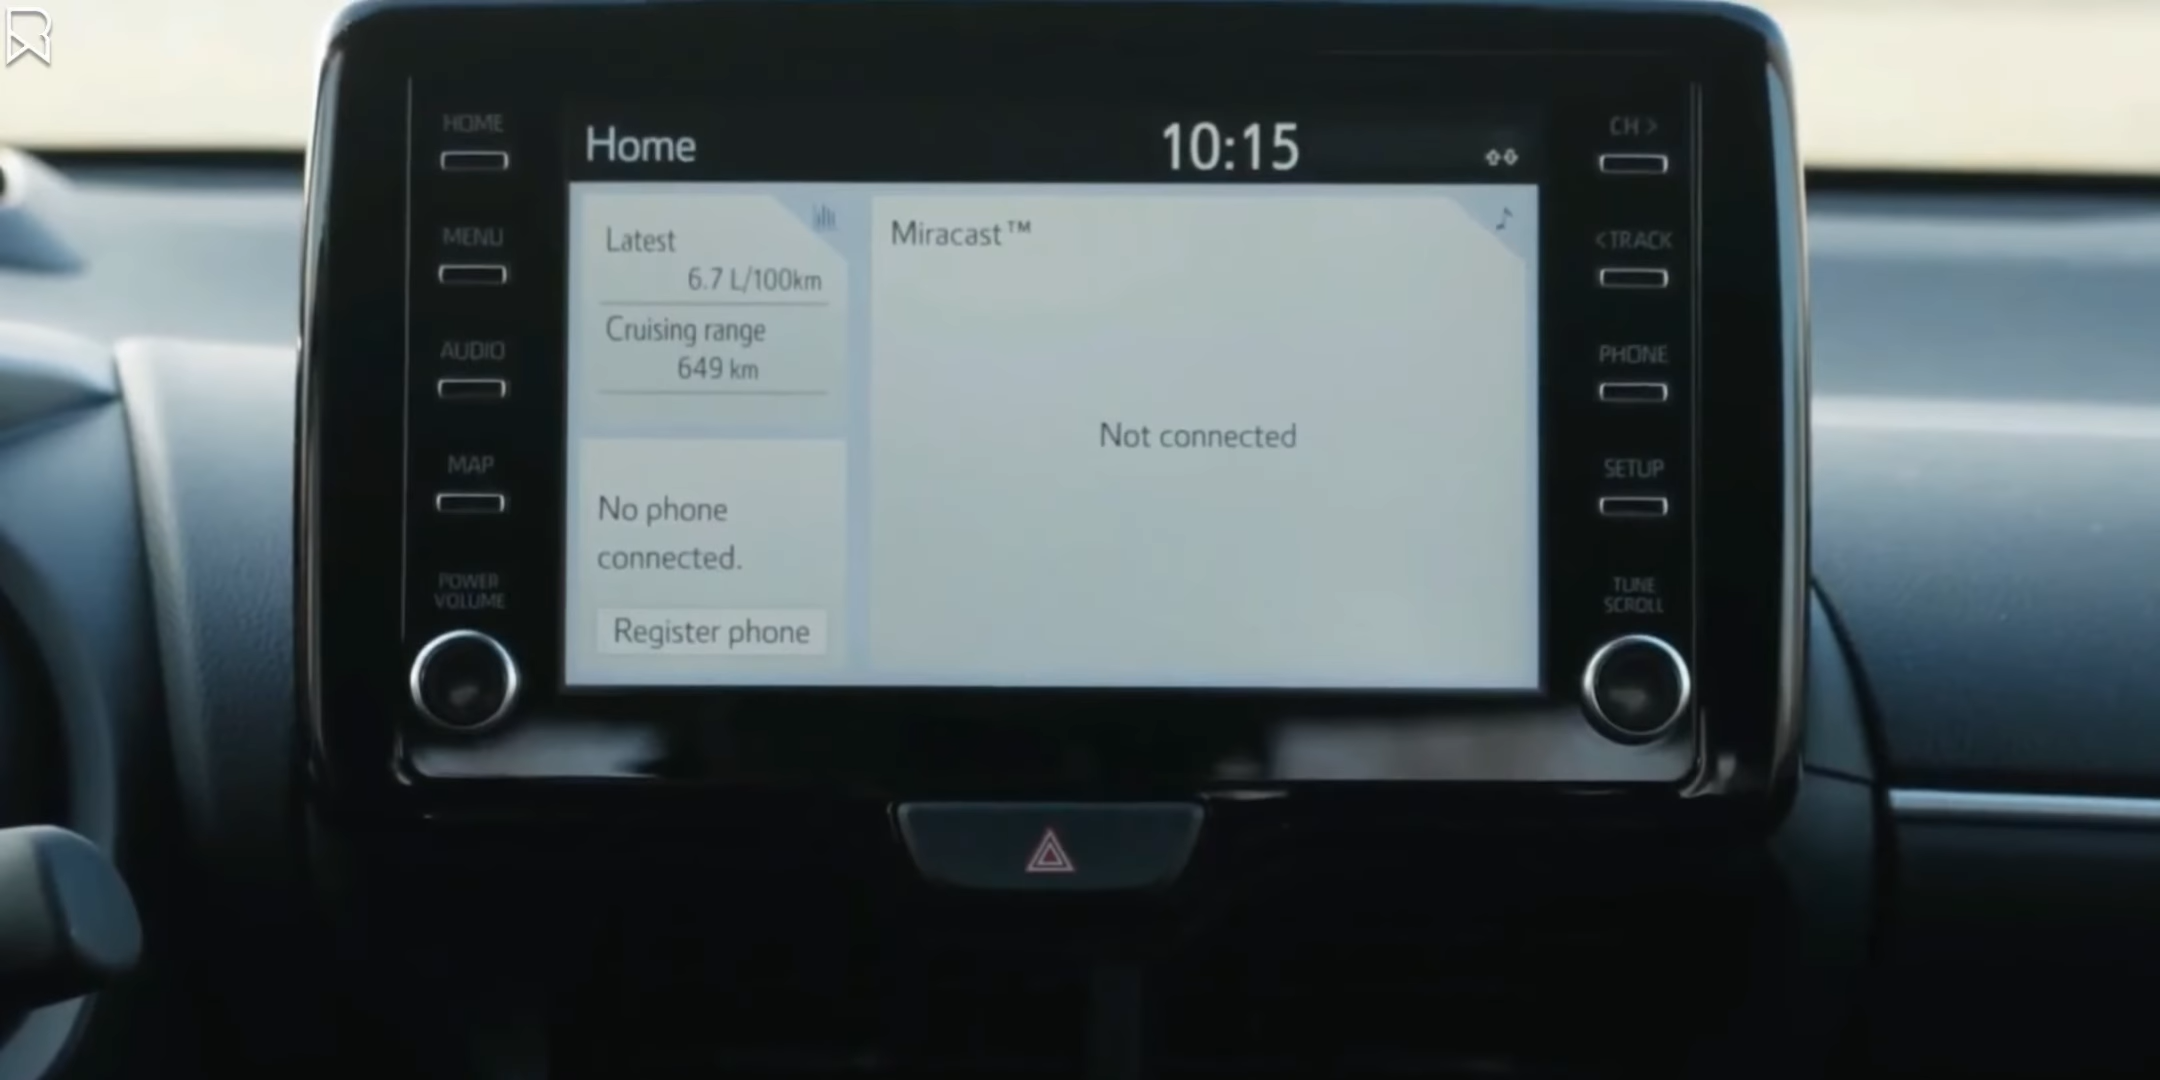 HOME
MENU
AUDIO
MAP
POWER
VOLUME
Home
10:15
Latest
6.7 L/100km
Cruising range
649 km
No phone
connected.
Register phone
Miracast™
Not connected
CH >
<TRACK
PHONE
SETUP
TUNE
SCROLL